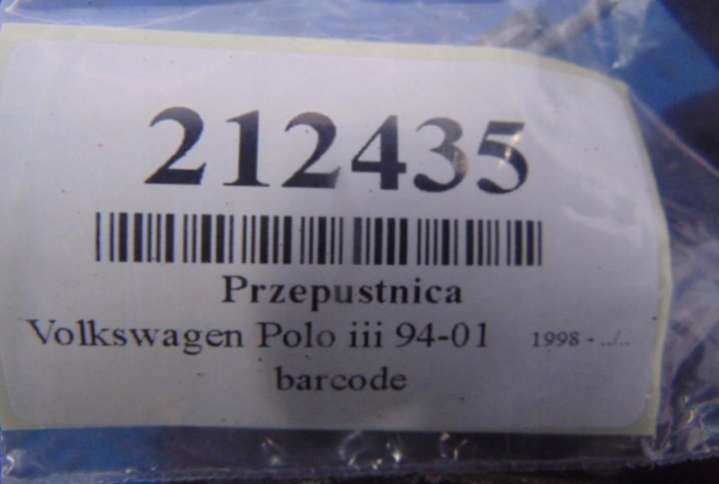 212435
Przepustnica
Volkswagen Polo iii 94-01 1998 - ../..
barcode